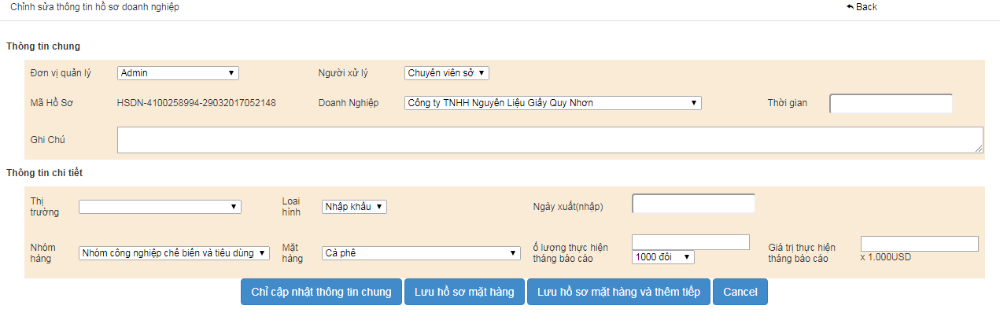 Chỉnh sửa thông tin hồ sơ doanh nghiệp
Back
Thông tin chung
Đơn vị quản lý
Admin
Người xử lý
Chuyên viên sở
Mã Hồ Sơ
HSDN-4100258994-29032017052148
Doanh Nghiệp
Công ty TNHH Nguyên Liệu Giấy Quy Nhơn
Thời gian
Ghi Chú
Thông tin chi tiết
Thị
trường
Loại
hình
Nhập khẩu
Ngày xuất(nhập)
Nhóm
hàng
Nhóm công nghiệp chế biến và tiêu dùng
Mặt
hàng
Cà phê
ố lượng thực hiện
tháng báo cáo
1000 đôi
Giá trị thực hiện
tháng báo cáo
x 1.000USD
Chỉ cập nhật thông tin chung
Lưu hồ sơ mặt hàng
Lưu hồ sơ mặt hàng và thêm tiếp
Cancel